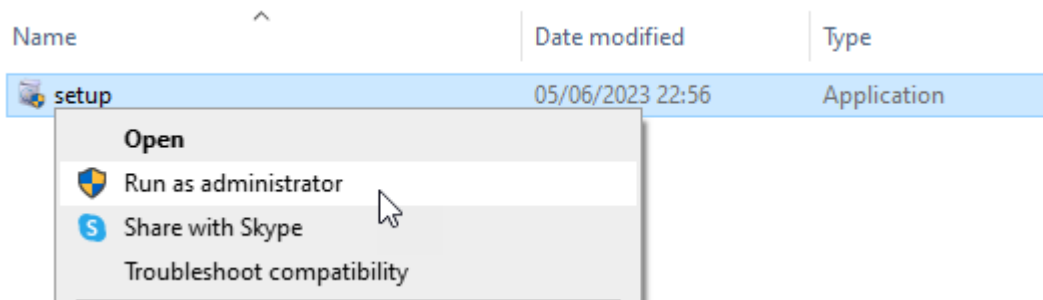 Name Date modified Type
setup 05/06/2023 22:56 Application
Open
Run as administrator
S Share with Skype
Troubleshoot compatibility